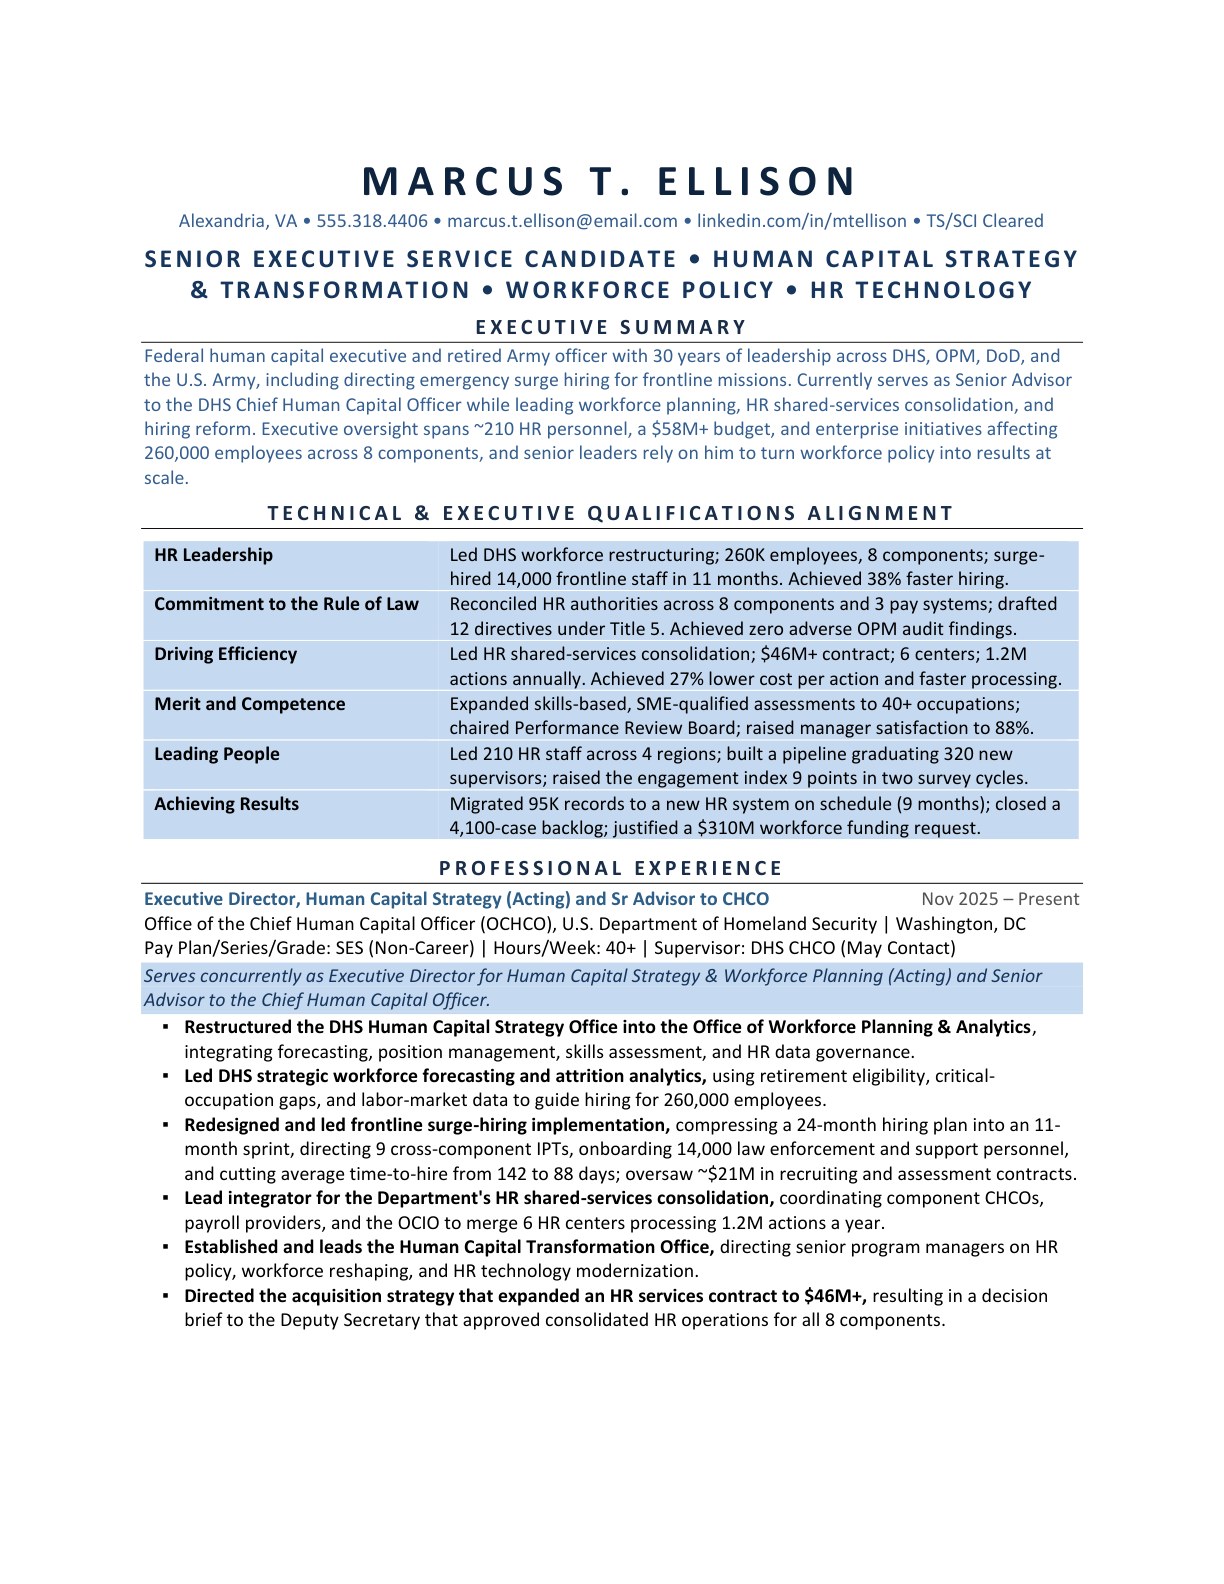 MARCUS T. ELLISON
Alexandria, VA • 555.318.4406 • marcus.t.ellison@email.com • linkedin.com/in/mtellison • TS/SCI Cleared
SENIOR EXECUTIVE SERVICE CANDIDATE • HUMAN CAPITAL STRATEGY
& TRANSFORMATION • WORKFORCE POLICY • HR TECHNOLOGY
EXECUTIVE SUMMARY
Federal human capital executive and retired Army officer with 30 years of leadership across DHS, OPM, DoD, and
the U.S. Army, including directing emergency surge hiring for frontline missions. Currently serves as Senior Advisor
to the DHS Chief Human Capital Officer while leading workforce planning, HR shared-services consolidation, and
hiring reform. Executive oversight spans ~210 HR personnel, a $58M+ budget, and enterprise initiatives affecting
260,000 employees across 8 components, and senior leaders rely on him to turn workforce policy into results at
scale.
TECHNICAL & EXECUTIVE QUALIFICATIONS ALIGNMENT
HR Leadership
Led DHS workforce restructuring; 260K employees, 8 components; surge-
hired 14,000 frontline staff in 11 months. Achieved 38% faster hiring.
Commitment to the Rule of Law
Reconciled HR authorities across 8 components and 3 pay systems; drafted
12 directives under Title 5. Achieved zero adverse OPM audit findings.
Driving Efficiency
Led HR shared-services consolidation; $46M+ contract; 6 centers; 1.2M
actions annually. Achieved 27% lower cost per action and faster processing.
Merit and Competence
Expanded skills-based, SME-qualified assessments to 40+ occupations;
chaired Performance Review Board; raised manager satisfaction to 88%.
Leading People
Led 210 HR staff across 4 regions; built a pipeline graduating 320 new
supervisors; raised the engagement index 9 points in two survey cycles.
Achieving Results
Migrated 95K records to a new HR system on schedule (9 months); closed a
4,100-case backlog; justified a $310M workforce funding request.
PROFESSIONAL EXPERIENCE
Executive Director, Human Capital Strategy (Acting) and Sr Advisor to CHCO Nov 2025 – Present
Office of the Chief Human Capital Officer (OCHCO), U.S. Department of Homeland Security | Washington, DC
Pay Plan/Series/Grade: SES (Non-Career) | Hours/Week: 40+ | Supervisor: DHS CHCO (May Contact)
Serves concurrently as Executive Director for Human Capital Strategy & Workforce Planning (Acting) and Senior
Advisor to the Chief Human Capital Officer.
▪ Restructured the DHS Human Capital Strategy Office into the Office of Workforce Planning & Analytics,
integrating forecasting, position management, skills assessment, and HR data governance.
▪ Led DHS strategic workforce forecasting and attrition analytics, using retirement eligibility, critical-
occupation gaps, and labor-market data to guide hiring for 260,000 employees.
▪ Redesigned and led frontline surge-hiring implementation, compressing a 24-month hiring plan into an 11-
month sprint, directing 9 cross-component IPTs, onboarding 14,000 law enforcement and support personnel,
and cutting average time-to-hire from 142 to 88 days; oversaw ~$21M in recruiting and assessment contracts.
▪ Lead integrator for the Department's HR shared-services consolidation, coordinating component CHCOs,
payroll providers, and the OCIO to merge 6 HR centers processing 1.2M actions a year.
▪ Established and leads the Human Capital Transformation Office, directing senior program managers on HR
policy, workforce reshaping, and HR technology modernization.
▪ Directed the acquisition strategy that expanded an HR services contract to $46M+, resulting in a decision
brief to the Deputy Secretary that approved consolidated HR operations for all 8 components.